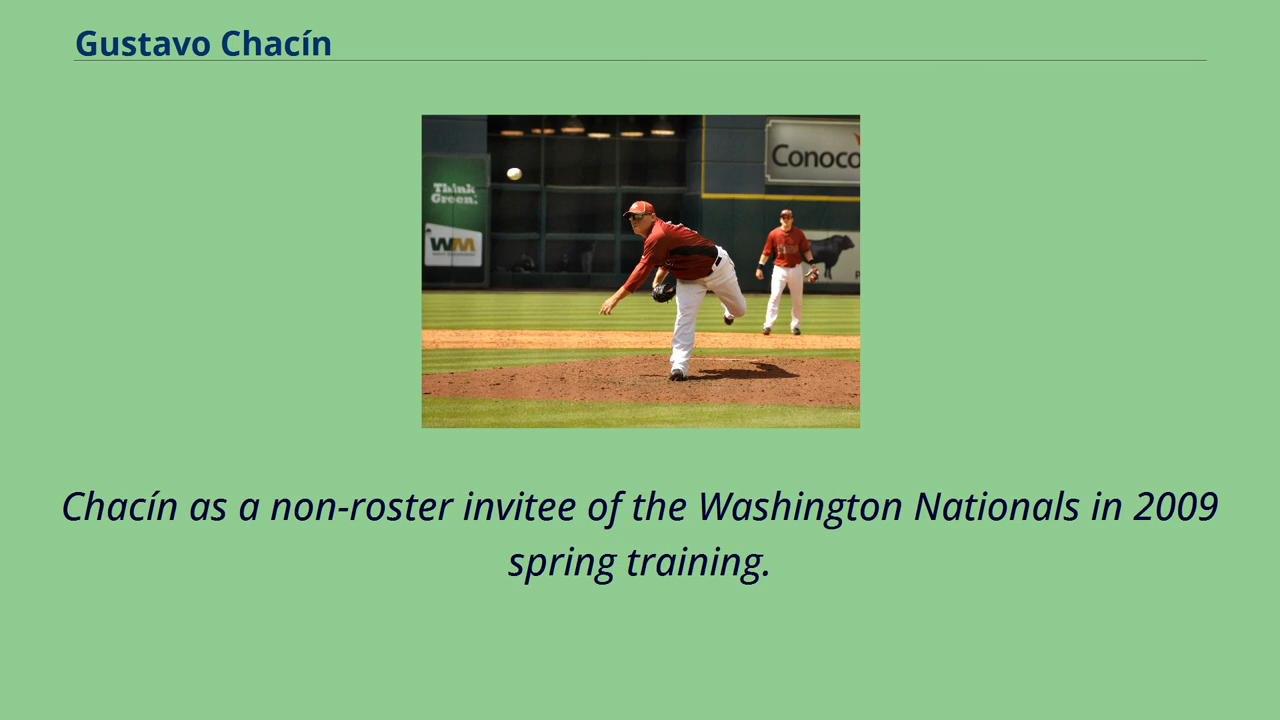 Gustavo Chacín
Conoco
Think
Green.
WM
Chacín as a non-roster invitee of the Washington Nationals in 2009
spring training.